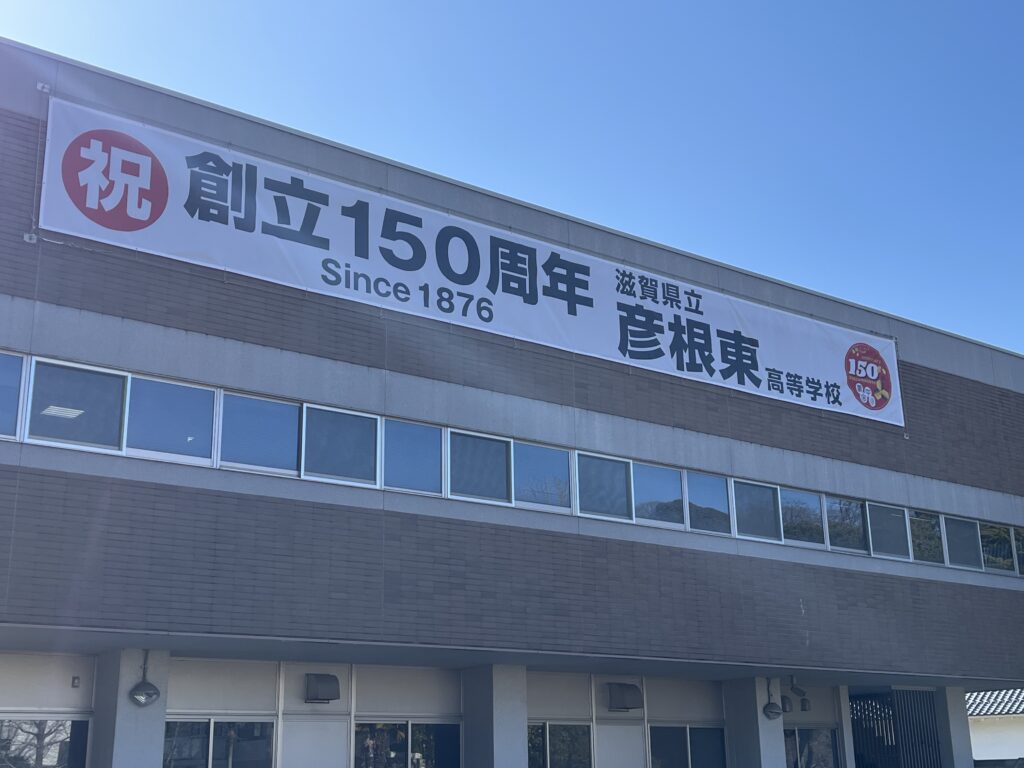 祝
創立150周年
Since 1876
滋賀県立
彦根東高等学校
150